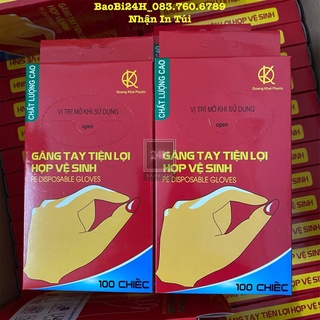 BaoBi24H_083.760.6789
Nhận In Túi
CHẤT LƯỢNG CAO
Quang Khai Plastic
VỊ TRÍ MỞ KHI SỬ DỤNG
open
GĂNG TAY TIỆN LỢI
HỢP VỆ SINH
PE DISPOSABLE GLOVES
100 CHIẾC
CHẤT LƯỢNG CAO
Quang Khai Plastic
VỊ TRÍ MỞ KHI SỬ DỤNG
open
GĂNG TAY TIỆN LỢI
HỢP VỆ SINH
PE DISPOSABLE GLOVES
100 CHIẾC